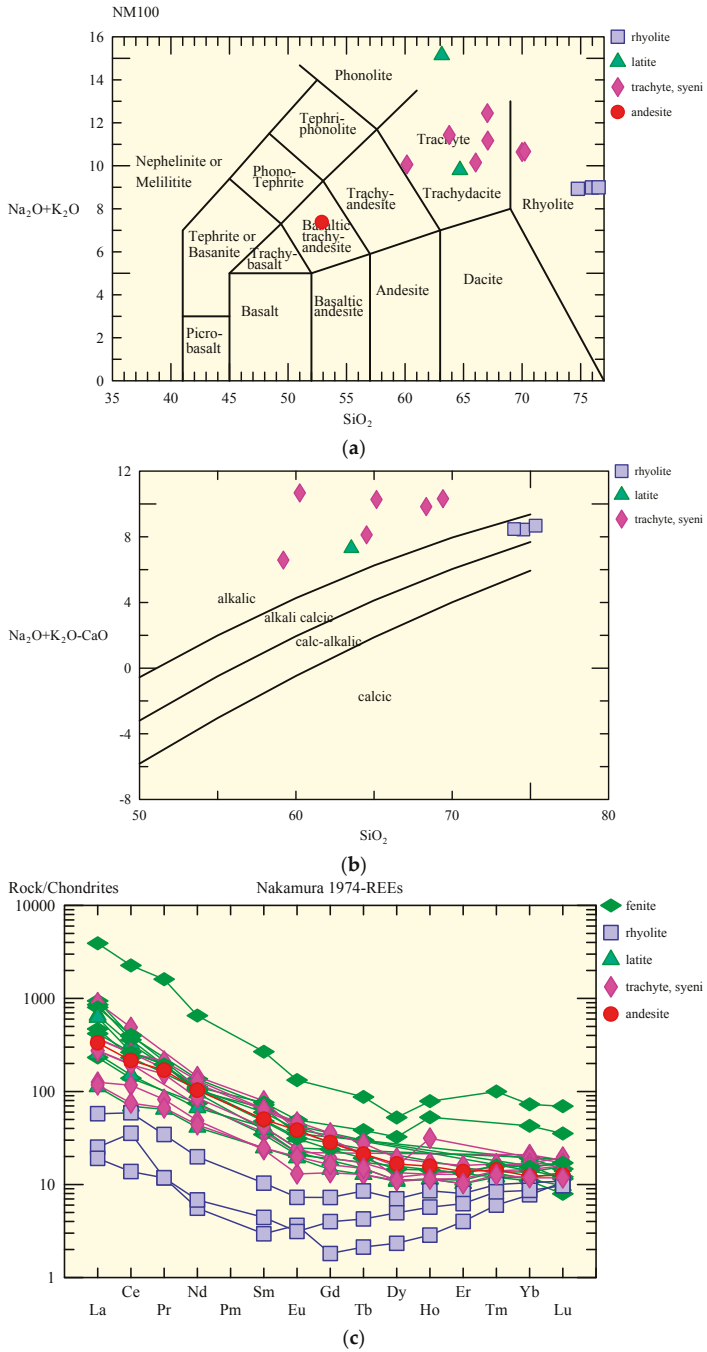 NM100
16
14
12
10
8
6
4
2
0
Na₂O+K₂O
Phonolite
Tephri-
phonolite
Trachyte
Nephelinite or
Melilitite
Phono-
Tephrite
Trachy-
andesite
Trachydacite
Rhyolite
Tephrite or
Basanite
Basaltic
trachy-
andesite
Trachy-
basalt
Picro-
basalt
Basalt
Basaltic
andesite
Andesite
Dacite
35 40 45 50 55 60 65 70 75
SiO₂
rhyolite
latite
trachyte, syeni
andesite
(a)
12
8
4
0
-4
-8
Na₂O+K₂O-CaO
alkalic
alkali calcic
calc-alkalic
calcic
50 60 70 80
SiO₂
rhyolite
latite
trachyte, syeni
(b)
Rock/Chondrites Nakamura 1974-REEs
10000
1000
100
10
1
Ce Nd Sm Gd Dy Er Yb
La Pr Pm Eu Tb Ho Tm Lu
fenite
rhyolite
latite
trachyte, syeni
andesite
(c)